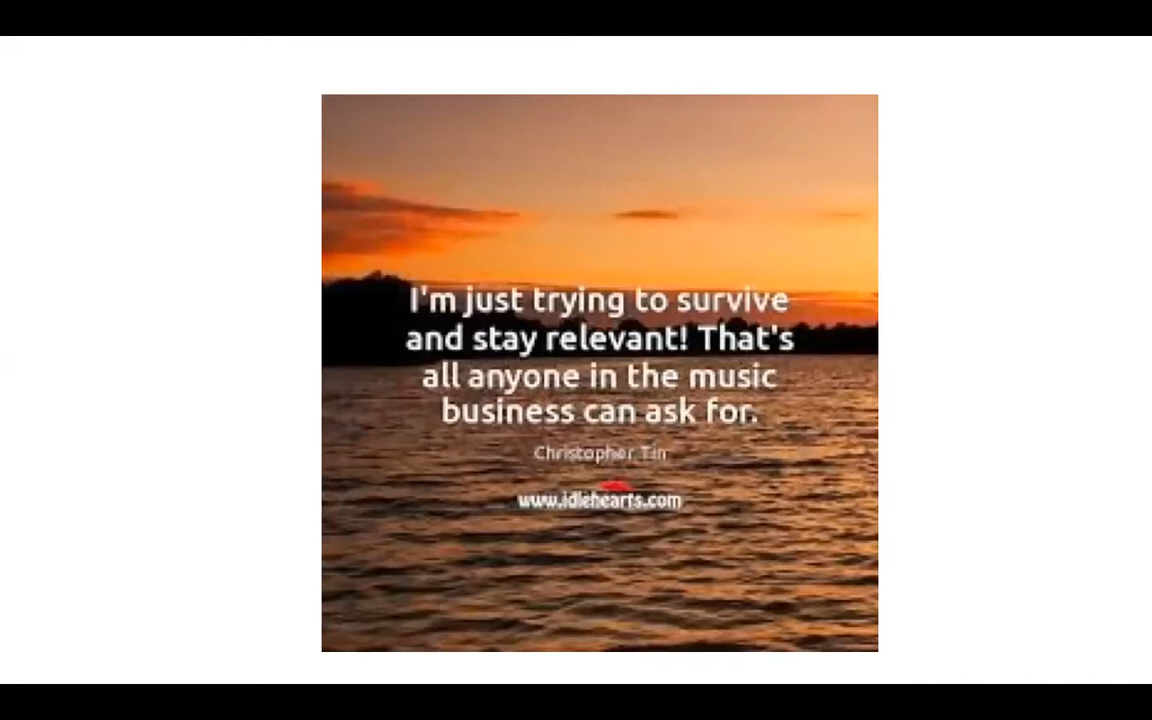 I'm just trying to survive
and stay relevant! That's
all anyone in the music
business can ask for.
Christopher Tin
www.idlehearts.com